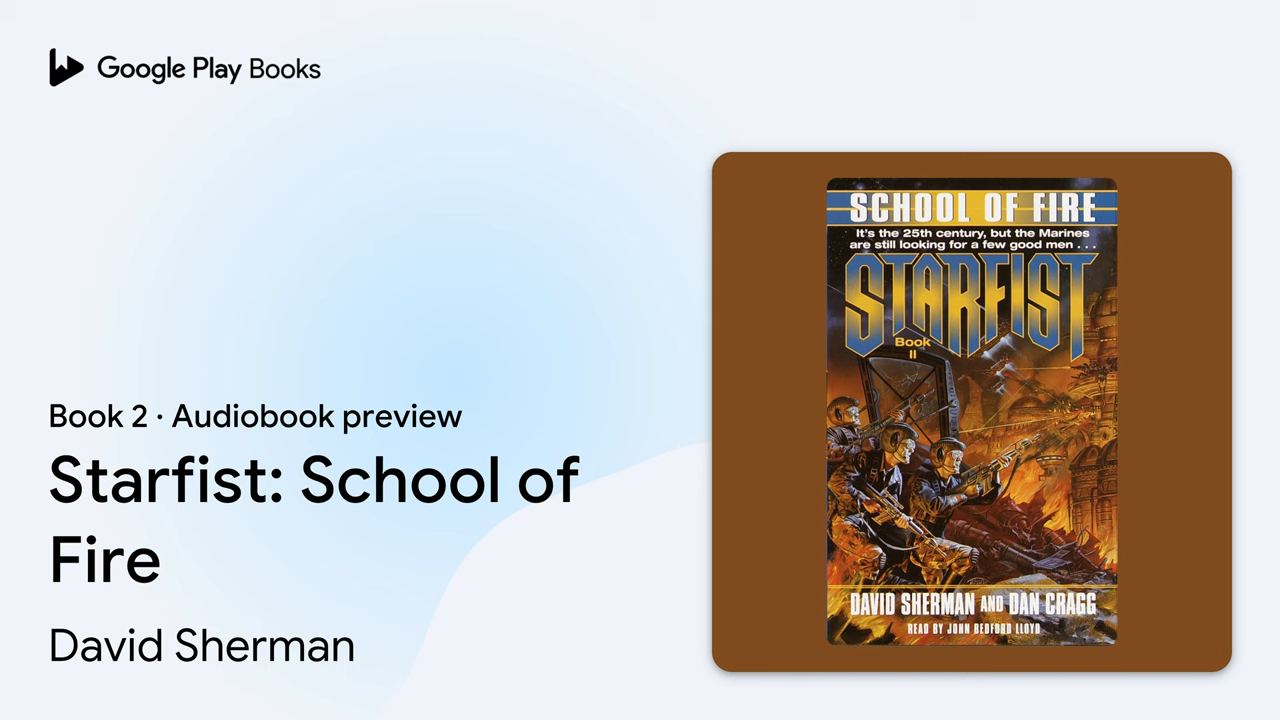 Google Play Books
Book 2 · Audiobook preview
Starfist: School of
Fire
David Sherman
SCHOOL OF FIRE
It's the 25th century, but the Marines
are still looking for a few good men . . .
STARFIST
Book
II
DAVID SHERMAN AND DAN CRAGG
READ BY JOHN BEDFORD LLOYD